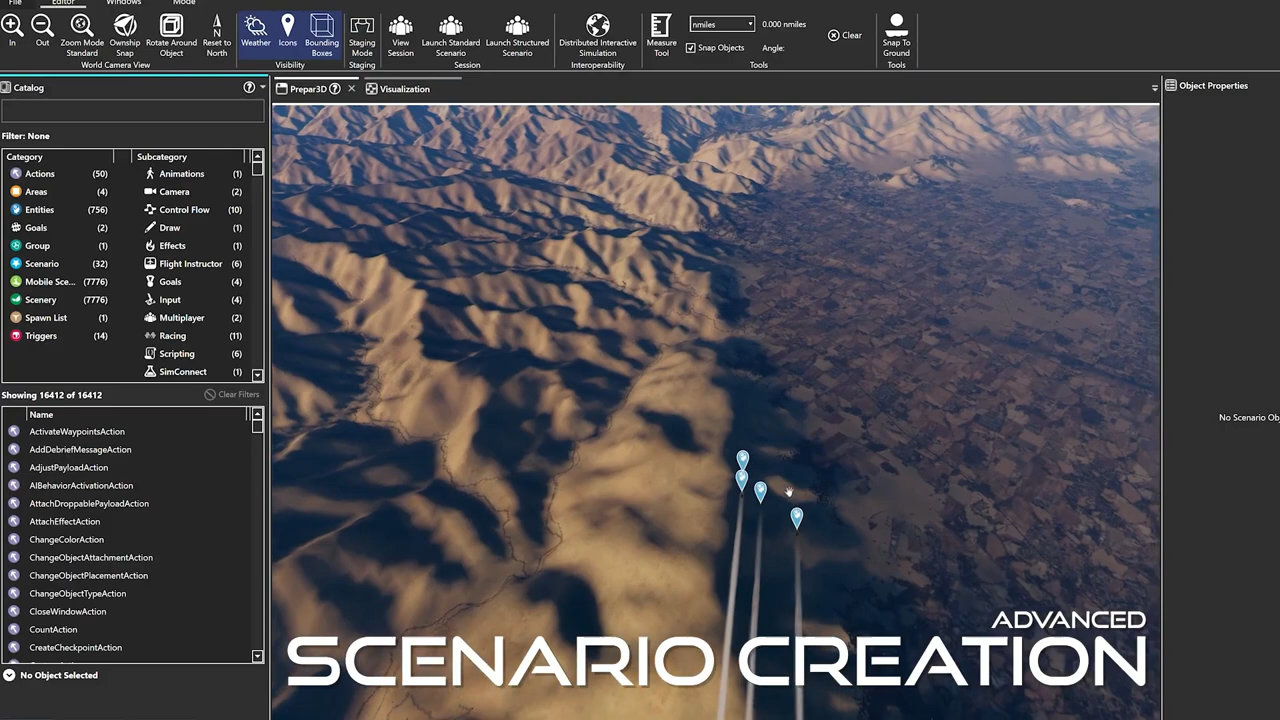 File Editor Windows Mode
In Out Zoom Mode Standard Ownship Snap Rotate Around Object Reset to North
World Camera View
Weather Icons Bounding Boxes
Visibility
Staging Mode
Staging
View Session Launch Standard Scenario Launch Structured Scenario
Session
Distributed Interactive Simulation
Interoperability
Measure Tool
nmiles 0.000 nmiles
Snap Objects Angle:
Clear
Tools
Snap To Ground
Tools
Catalog
Prepar3D
Visualization
Object Properties
Filter: None
Category Subcategory
Actions (50) Animations (1)
Areas (4) Camera (2)
Entities (756) Control Flow (10)
Goals (2) Draw (1)
Group (1) Effects (1)
Scenario (32) Flight Instructor (6)
Mobile Sce... (7776) Goals (4)
Scenery (7776) Input (4)
Spawn List (1) Multiplayer (2)
Triggers (14) Racing (11)
Scripting (6)
SimConnect (1)
Showing 16412 of 16412 Clear Filters
Name
ActivateWaypointsAction
AddDebriefMessageAction
AdjustPayloadAction
AIBehaviorActivationAction
AttachDroppablePayloadAction
AttachEffectAction
ChangeColorAction
ChangeObjectAttachmentAction
ChangeObjectPlacementAction
ChangeObjectTypeAction
CloseWindowAction
CountAction
CreateCheckpointAction
No Object Selected
No Scenario Ob
ADVANCED
SCENARIO CREATION